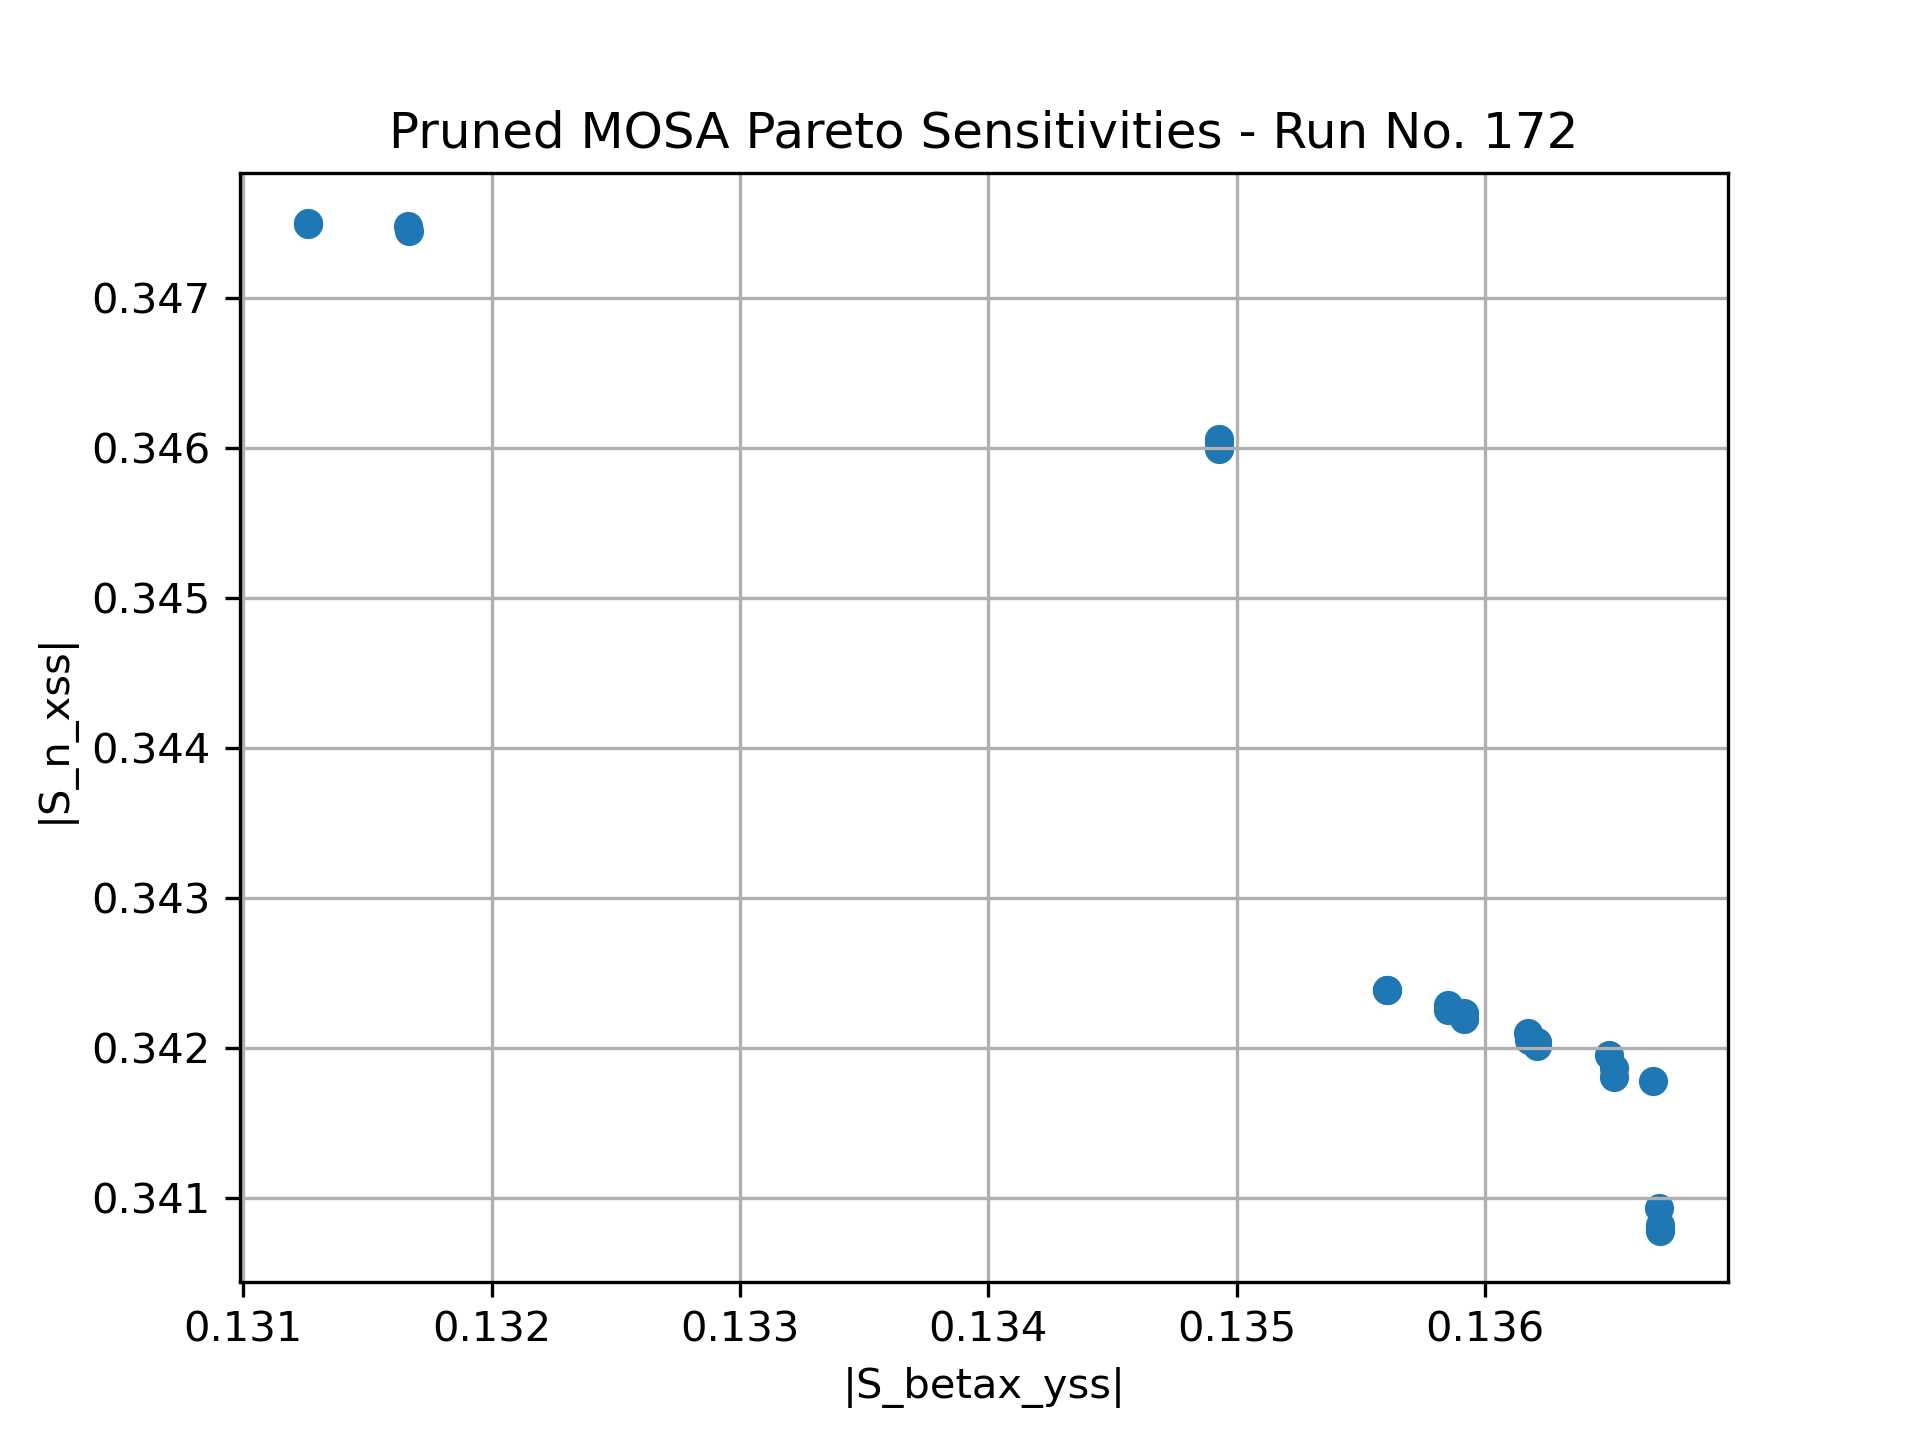 Pruned MOSA Pareto Sensitivities - Run No. 172
0.347
0.346
0.345
0.344
0.343
0.342
0.341
|S_n_xss|
0.131 0.132 0.133 0.134 0.135 0.136
|S_betax_yss|